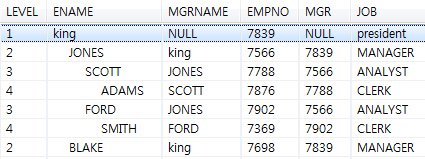 LEVEL ENAME MGRNAME EMPNO MGR JOB
1 king NULL 7839 NULL president
2 JONES king 7566 7839 MANAGER
3 SCOTT JONES 7788 7566 ANALYST
4 ADAMS SCOTT 7876 7788 CLERK
3 FORD JONES 7902 7566 ANALYST
4 SMITH FORD 7369 7902 CLERK
2 BLAKE king 7698 7839 MANAGER